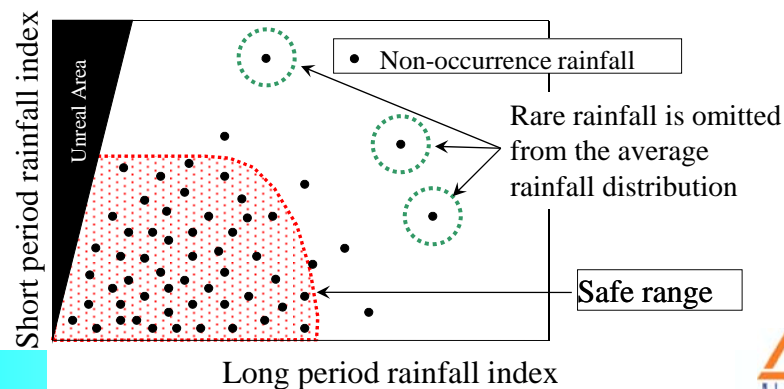 Short period rainfall index
Unreal Area
Non-occurrence rainfall
Rare rainfall is omitted
from the average
rainfall distribution
Safe range
Long period rainfall index